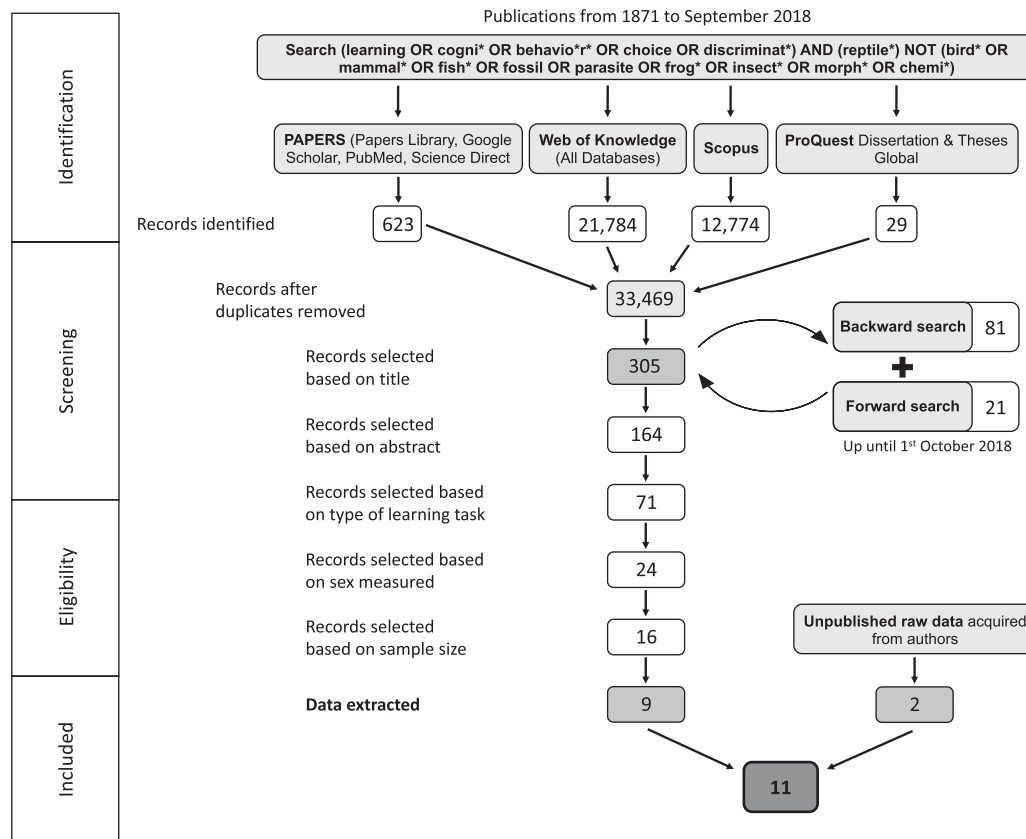 Publications from 1871 to September 2018
Identification
Search (learning OR cogni* OR behavio*r* OR choice OR discriminat*) AND (reptile*) NOT (bird* OR
mammal* OR fish* OR fossil OR parasite OR frog* OR insect* OR morph* OR chemi*)
PAPERS (Papers Library, Google
Scholar, PubMed, Science Direct
Web of Knowledge
(All Databases)
Scopus
ProQuest Dissertation & Theses
Global
Records identified
623
21,784
12,774
29
Screening
Records after
duplicates removed
33,469
Records selected
based on title
305
Backward search 81
Forward search 21
Up until 1st October 2018
Records selected
based on abstract
164
Records selected based
on type of learning task
71
Eligibility
Records selected based
on sex measured
24
Records selected
based on sample size
16
Unpublished raw data acquired
from authors
Included
Data extracted
9
2
11